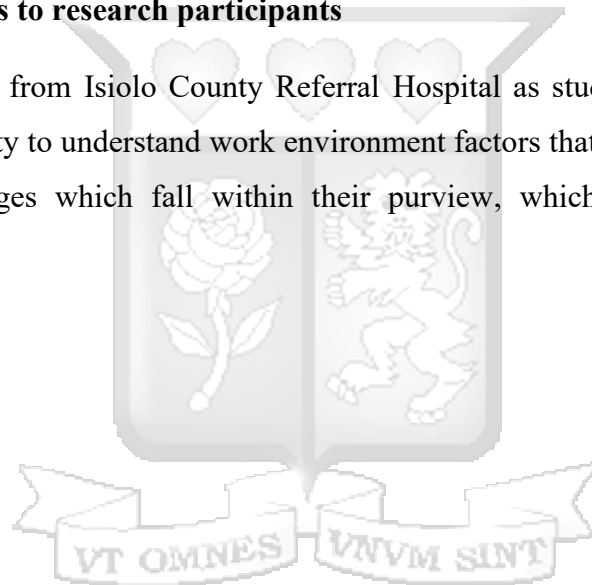 s to research participants
from Isiolo County Referral Hospital as stu
ty to understand work environment factors that
ges which fall within their purview, which
VT OMNES VNVM SINT